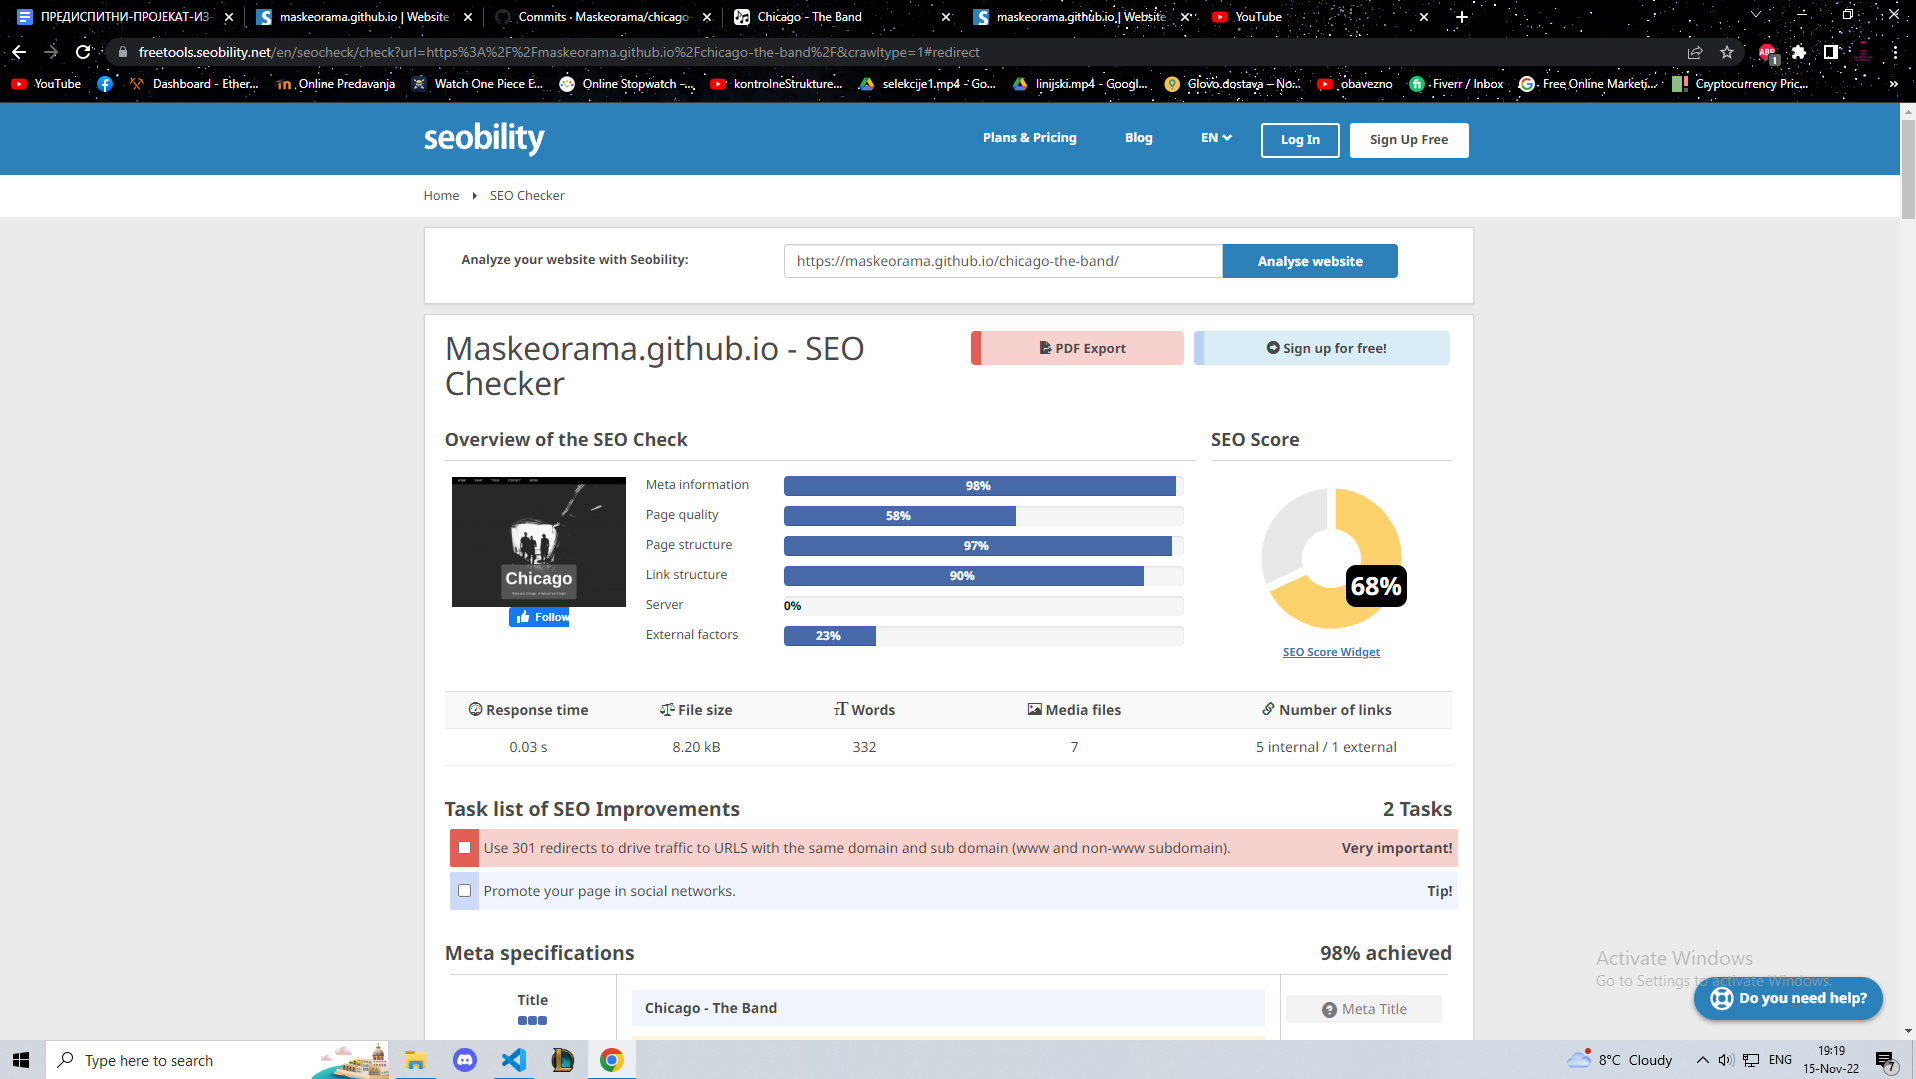 ПРЕДИСПИТНИ-ПРОЈЕКАТ-ИЗ-
maskeorama.github.io | Website S
Commits · Maskeorama/chicago-
Chicago - The Band
maskeorama.github.io | Website
YouTube
freetools.seobility.net/en/seocheck/check?url=https%3A%2F%2Fmaskeorama.github.io%2Fchicago-the-band%2F&crawltype=1#redirect
ABP
1
YouTube
Dashboard - Ether...
Online Predavanja
Watch One Piece E...
Online Stopwatch –...
kontrolneStrukture...
selekcije1.mp4 - Go...
linijski.mp4 - Googl...
Glovo dostava – No...
obavezno
Fiverr / Inbox
Free Online Marketi...
Cryptocurrency Pric...
»
seobility
Plans & Pricing
Blog
EN
Log In
Sign Up Free
Home
SEO Checker
Analyze your website with Seobility:
https://maskeorama.github.io/chicago-the-band/
Analyse website
Maskeorama.github.io - SEO
Checker
PDF Export
Sign up for free!
Overview of the SEO Check
SEO Score
Chicago
Follow
Meta information
98%
Page quality
58%
Page structure
97%
Link structure
90%
Server
0%
External factors
23%
68%
SEO Score Widget
Response time
File size
Words
Media files
Number of links
0.03 s
8.20 kB
332
7
5 internal / 1 external
Task list of SEO Improvements
2 Tasks
Use 301 redirects to drive traffic to URLS with the same domain and sub domain (www and non-www subdomain).
Very important!
Promote your page in social networks.
Tip!
Meta specifications
98% achieved
Title
Chicago - The Band
Meta Title
Activate Windows
Go to Settings to activate Windows.
Do you need help?
Type here to search
8°C Cloudy
ENG
19:19
15-Nov-22
7